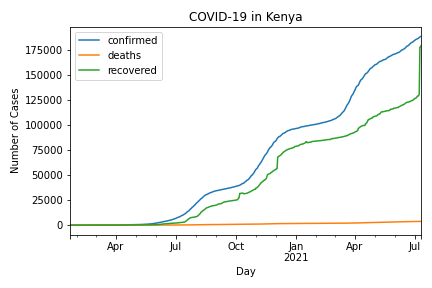 COVID-19 in Kenya
confirmed
deaths
recovered
Number of Cases
175000
150000
125000
100000
75000
50000
25000
0
Apr
Jul
Oct
Jan
2021
Apr
Jul
Day